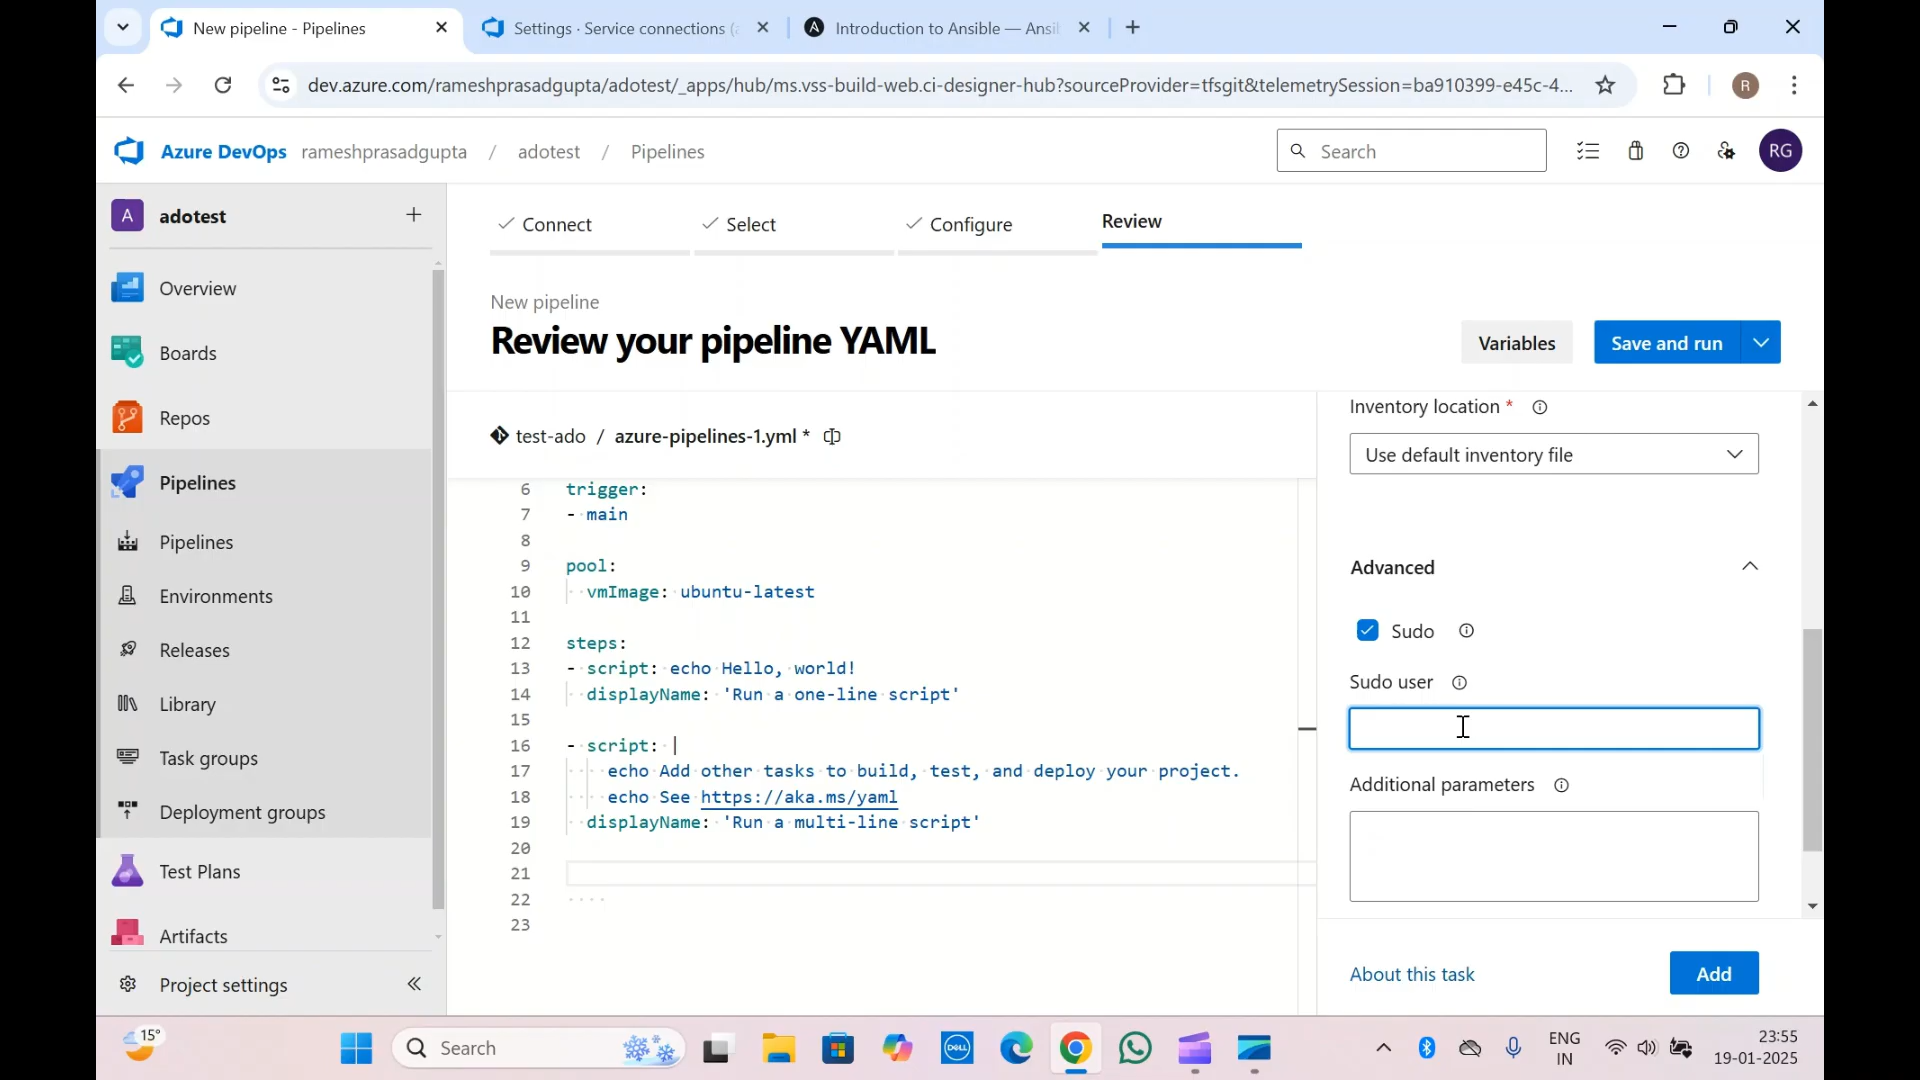 New pipeline - Pipelines
Settings · Service connections (
Introduction to Ansible — Ansi
dev.azure.com/rameshprasadgupta/adotest/_apps/hub/ms.vss-build-web.ci-designer-hub?sourceProvider=tfsgit&telemetrySession=ba910399-e45c-4...
R
Azure DevOps rameshprasadgupta / adotest / Pipelines
Search
RG
A adotest
Overview
Boards
Repos
Pipelines
Pipelines
Environments
Releases
Library
Task groups
Deployment groups
Test Plans
Artifacts
Project settings
Connect
Select
Configure
Review
New pipeline
Review your pipeline YAML
Variables
Save and run
test-ado / azure-pipelines-1.yml *
6 trigger:
7 - main
8
9 pool:
10 vmImage: ubuntu-latest
11
12 steps:
13 - script: echo Hello, world!
14 displayName: 'Run a one-line script'
15
16 - script: |
17 echo Add other tasks to build, test, and deploy your project.
18 echo See https://aka.ms/yaml
19 displayName: 'Run a multi-line script'
20
21
22
23
Inventory location *
Use default inventory file
Advanced
Sudo
Sudo user
Additional parameters
About this task
Add
15°
Search
DELL
ENG
IN
23:55
19-01-2025